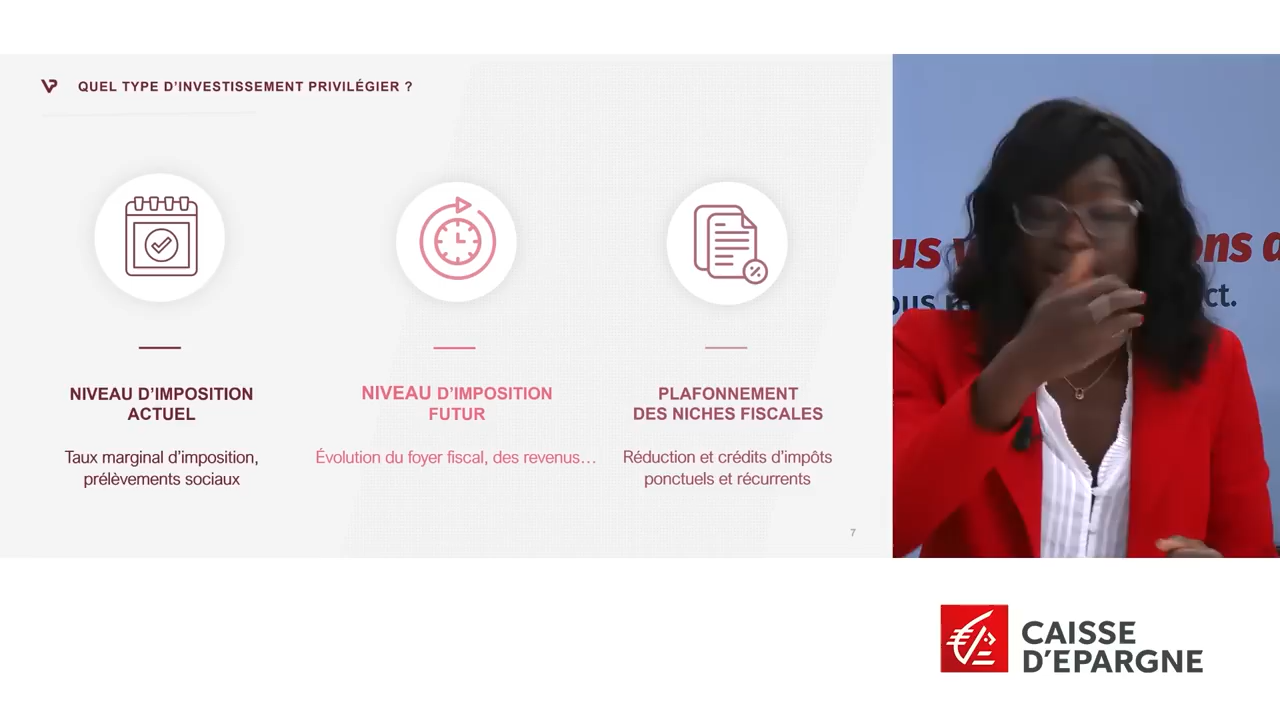 QUEL TYPE D’INVESTISSEMENT PRIVILÉGIER ?
NIVEAU D’IMPOSITION
ACTUEL
Taux marginal d’imposition,
prélèvements sociaux
NIVEAU D’IMPOSITION
FUTUR
Évolution du foyer fiscal, des revenus…
PLAFONNEMENT
DES NICHES FISCALES
Réduction et crédits d’impôts
ponctuels et récurrents
7
CAISSE
D’EPARGNE